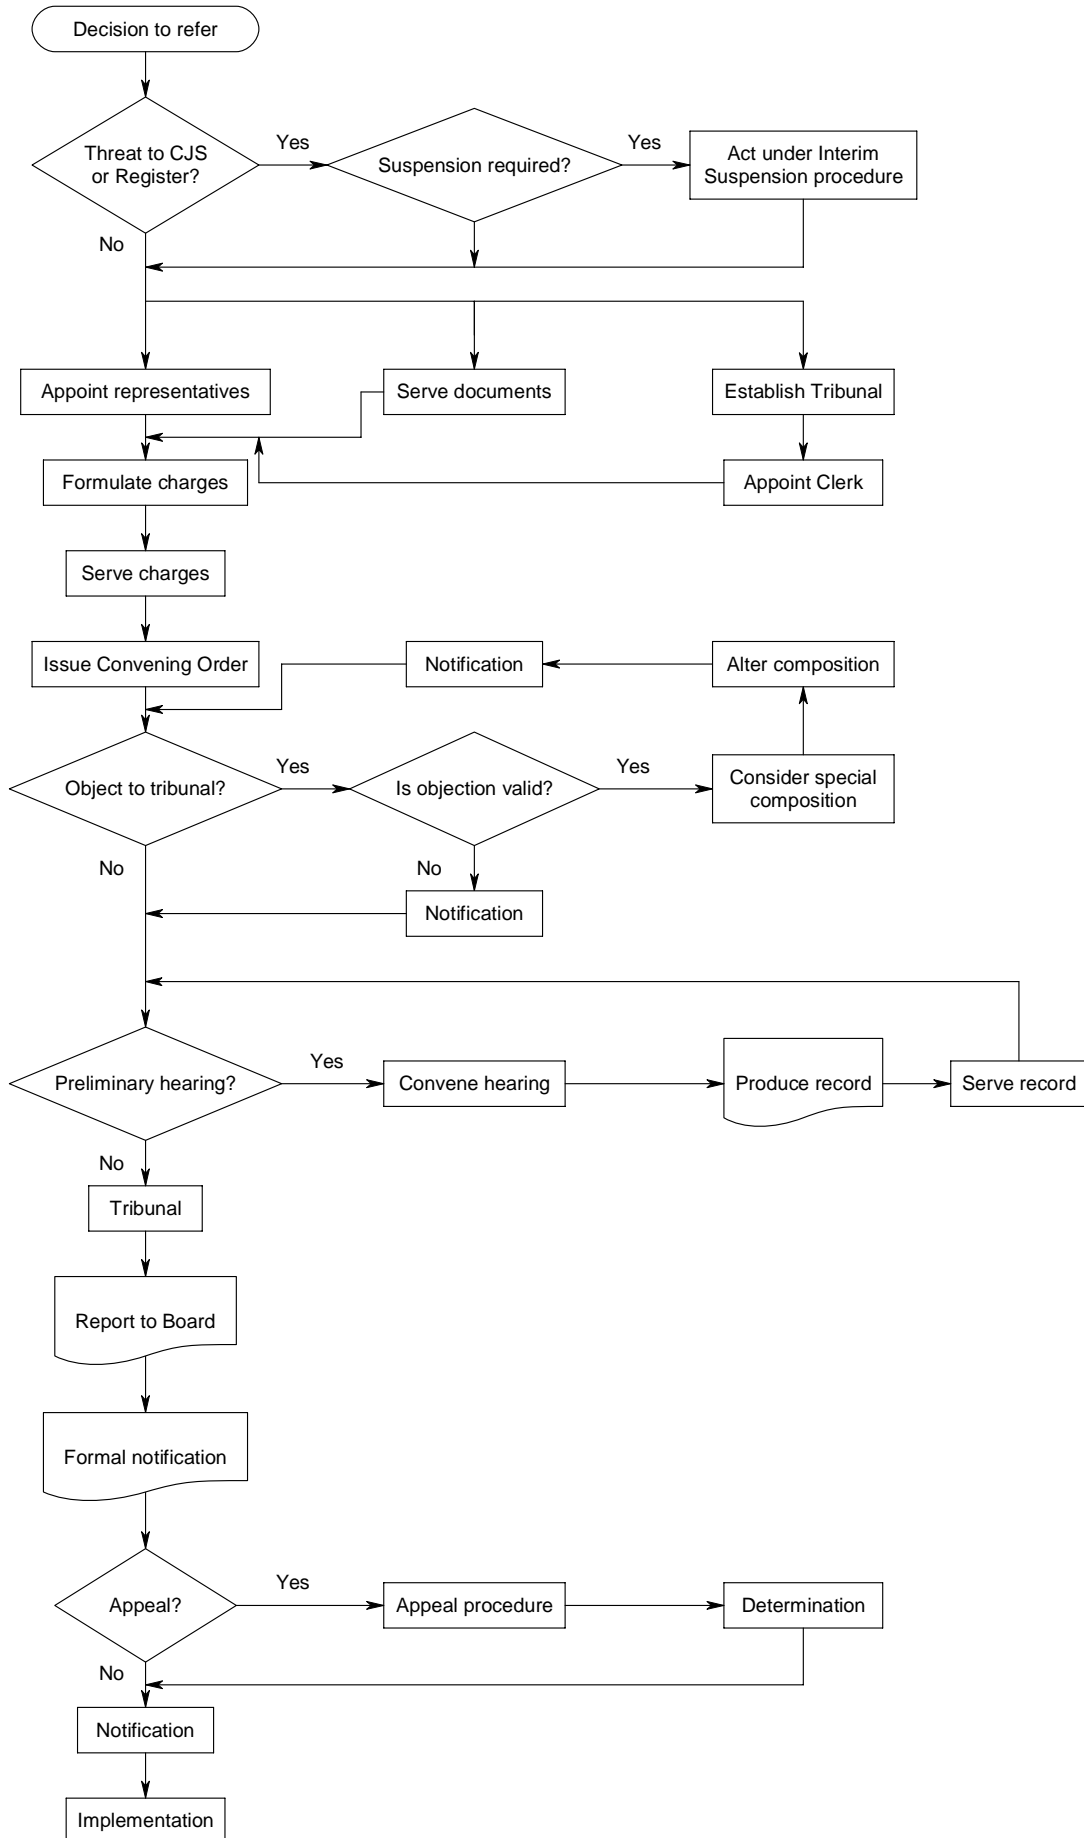 Decision to refer
Threat to CJS
or Register?
Yes
Suspension required?
Yes
Act under Interim
Suspension procedure
No
Appoint representatives
Serve documents
Establish Tribunal
Formulate charges
Appoint Clerk
Serve charges
Issue Convening Order
Notification
Alter composition
Object to tribunal?
Yes
Is objection valid?
Yes
Consider special
composition
No
No
Notification
Preliminary hearing?
Yes
Convene hearing
Produce record
Serve record
No
Tribunal
Report to Board
Formal notification
Appeal?
Yes
Appeal procedure
Determination
No
Notification
Implementation